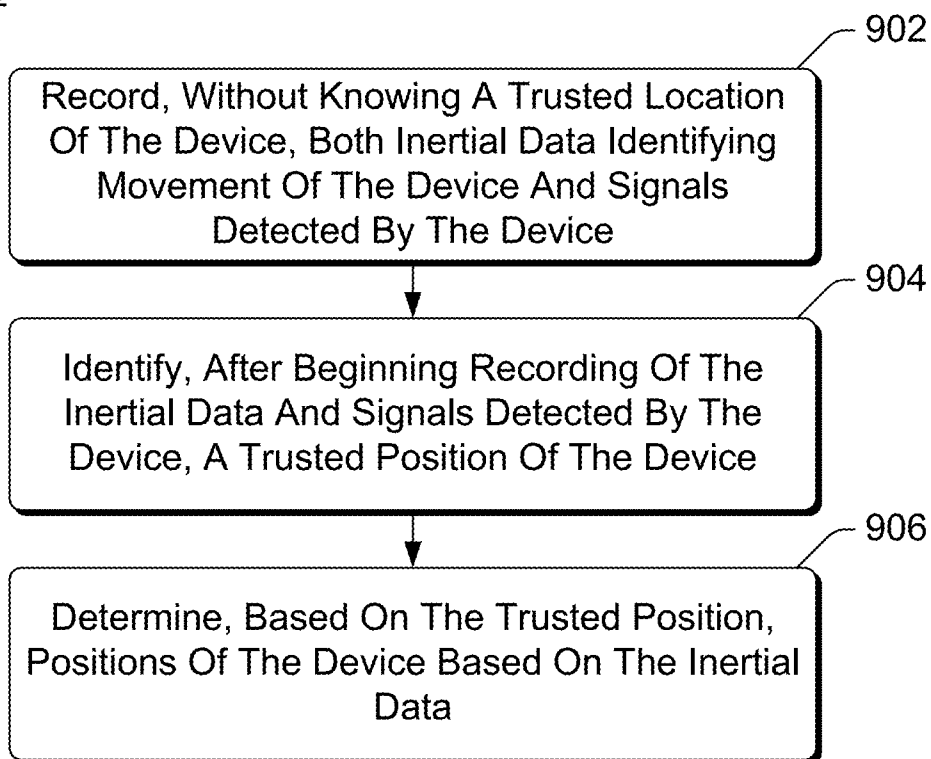 902
Record, Without Knowing A Trusted Location
Of The Device, Both Inertial Data Identifying
Movement Of The Device And Signals
Detected By The Device
904
Identify, After Beginning Recording Of The
Inertial Data And Signals Detected By The
Device, A Trusted Position Of The Device
906
Determine, Based On The Trusted Position,
Positions Of The Device Based On The Inertial
Data